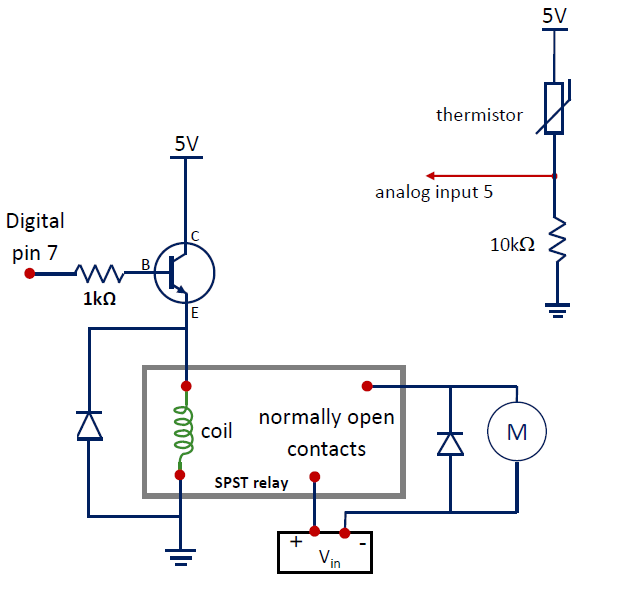 5V
thermistor
analog input 5
10kΩ
5V
Digital
pin 7
1kΩ
B
C
E
coil
normally open
contacts
SPST relay
M
+
-
Vin